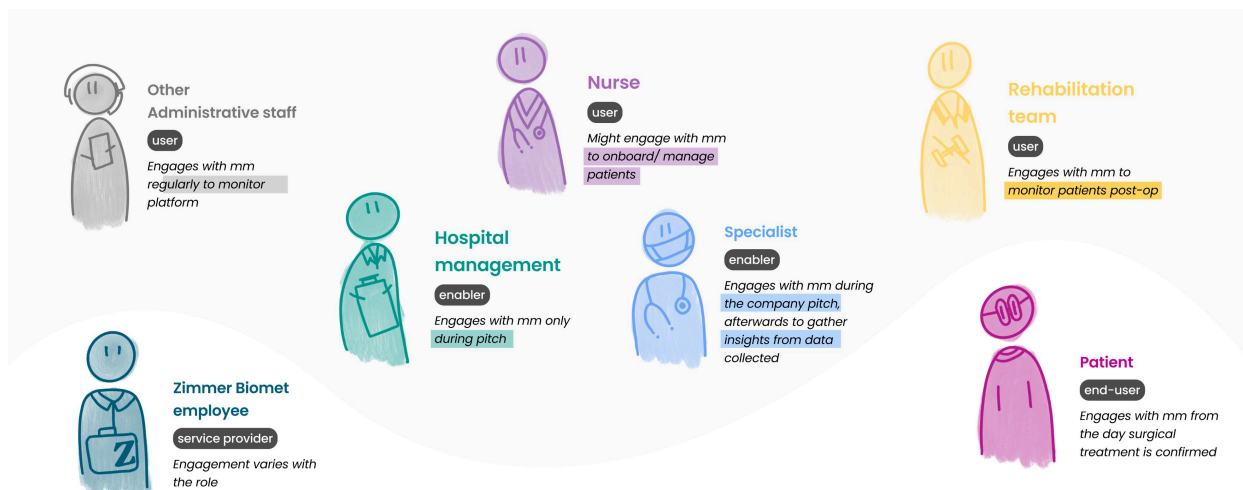 Other
Administrative staff
user
Engages with mm
regularly to monitor
platform
Nurse
user
Might engage with mm
to onboard/ manage
patients
Rehabilitation
team
user
Engages with mm to
monitor patients post-op
Hospital
management
enabler
Engages with mm only
during pitch
Specialist
enabler
Engages with mm during
the company pitch,
afterwards to gather
insights from data
collected
Zimmer Biomet
employee
service provider
Engagement varies with
the role
Z
Patient
end-user
Engages with mm from
the day surgical
treatment is confirmed